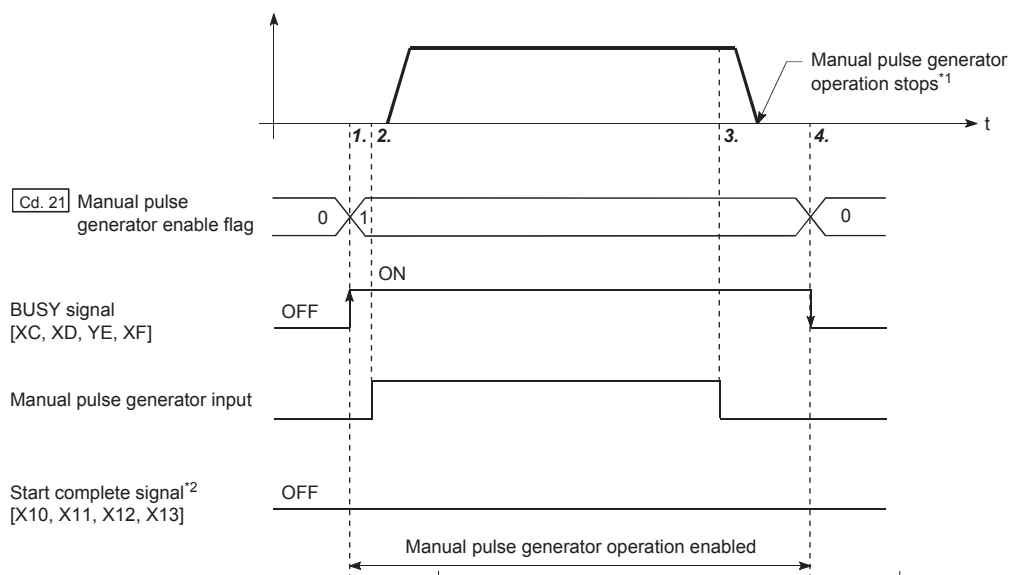 Manual pulse generator
operation stops*1
t
1. 2. 3. 4.
Cd. 21 Manual pulse
generator enable flag
0 1 0
ON
BUSY signal
[XC, XD, YE, XF]
OFF
Manual pulse generator input
Start complete signal*2
[X10, X11, X12, X13]
OFF
Manual pulse generator operation enabled